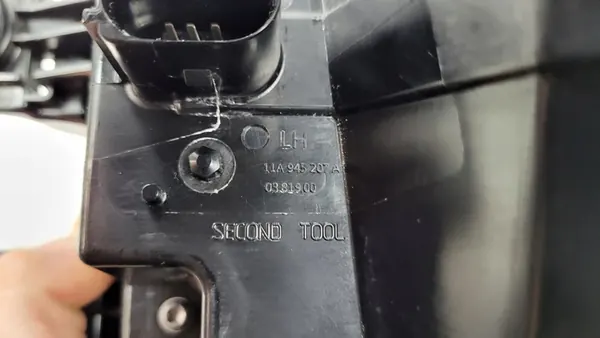 LH
11A 945 207 A
03.819.00
SECOND TOOL